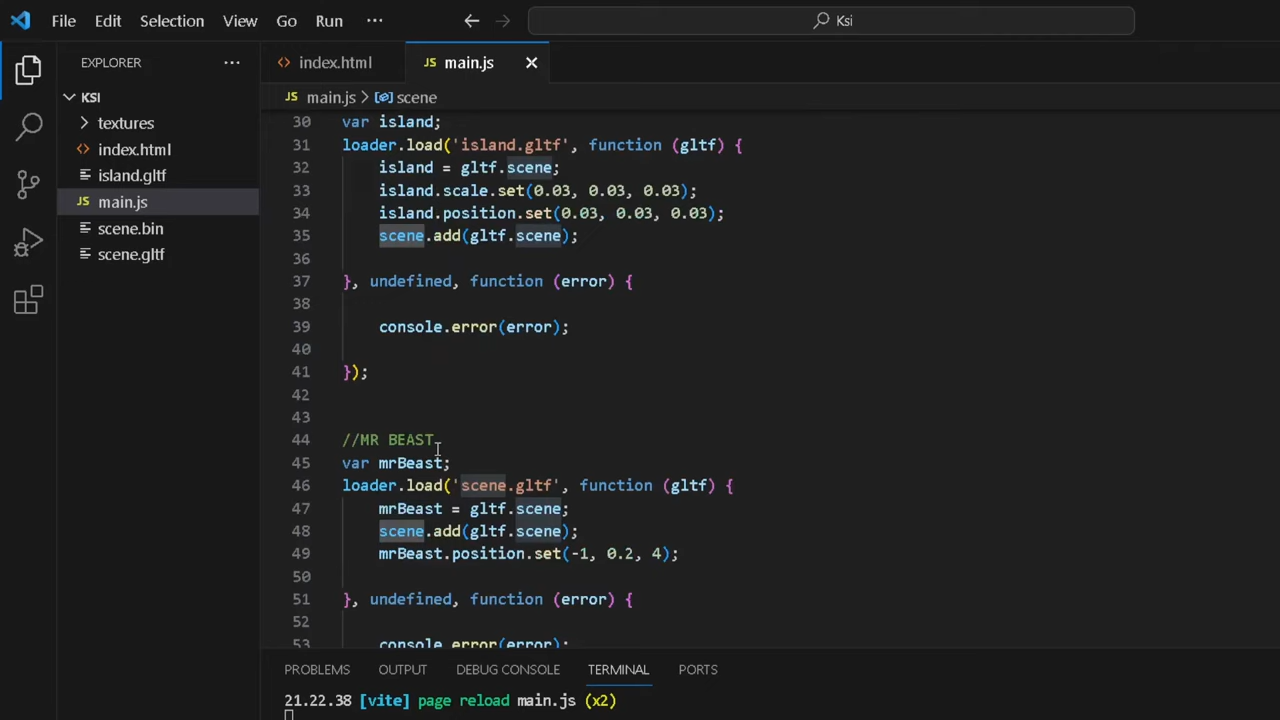 File Edit Selection View Go Run ··· Ksi
EXPLORER ···
KSI
textures
index.html
island.gltf
JS main.js
scene.bin
scene.gltf
index.html JS main.js
JS main.js > scene
30 var island;
31 loader.load('island.gltf', function (gltf) {
32 island = gltf.scene;
33 island.scale.set(0.03, 0.03, 0.03);
34 island.position.set(0.03, 0.03, 0.03);
35 scene.add(gltf.scene);
36
37 }, undefined, function (error) {
38
39 console.error(error);
40
41 });
42
43
44 //MR BEAST
45 var mrBeast;
46 loader.load('scene.gltf', function (gltf) {
47 mrBeast = gltf.scene;
48 scene.add(gltf.scene);
49 mrBeast.position.set(-1, 0.2, 4);
50
51 }, undefined, function (error) {
52
53 console.error(error);
PROBLEMS OUTPUT DEBUG CONSOLE TERMINAL PORTS
21.22.38 [vite] page reload main.js (x2)